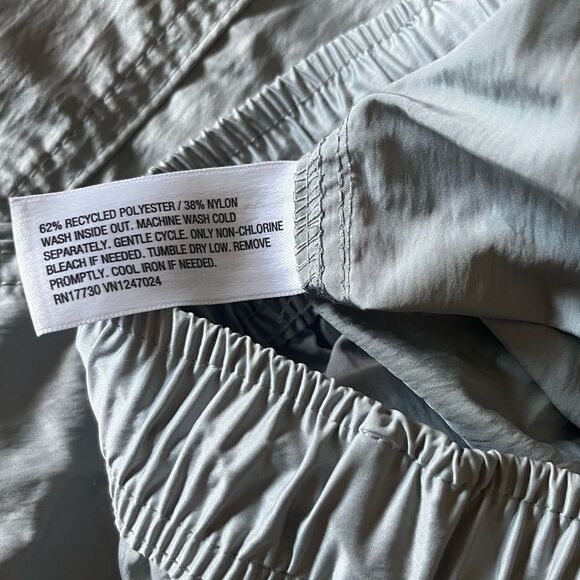 62% RECYCLED POLYESTER / 38% NYLON
WASH INSIDE OUT. MACHINE WASH COLD
SEPARATELY. GENTLE CYCLE. ONLY NON-CHLORINE
BLEACH IF NEEDED. TUMBLE DRY LOW. REMOVE
PROMPTLY. COOL IRON IF NEEDED.
RN17730 VN1247024